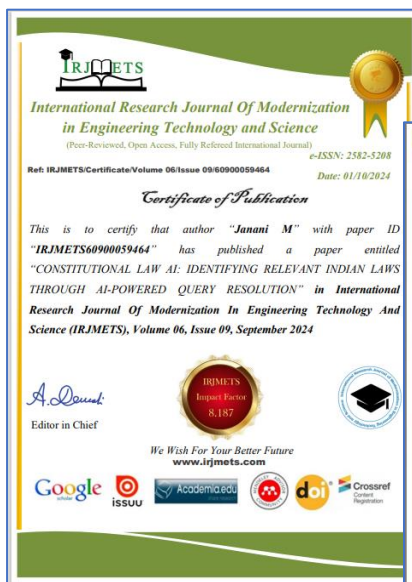 IRJMETS
International Research Journal Of Modernization
in Engineering Technology and Science
(Peer-Reviewed, Open Access, Fully Refereed International Journal)
e-ISSN: 2582-5208
Ref: IRJMETS/Certificate/Volume 06/Issue 09/60900059464
Date: 01/10/2024
Certificate of Publication
This is to certify that author "Janani M" with paper ID
"IRJMETS60900059464" has published a paper entitled
"CONSTITUTIONAL LAW AI: IDENTIFYING RELEVANT INDIAN LAWS
THROUGH AI-POWERED QUERY RESOLUTION" in International
Research Journal Of Modernization In Engineering Technology And
Science (IRJMETS), Volume 06, Issue 09, September 2024
IRJMETS
Impact Factor
8.187
Editor in Chief
We Wish For Your Better Future
www.irjmets.com
Google
scholar
issuu
Academia.edu
doi
Crossref
Content
Registration